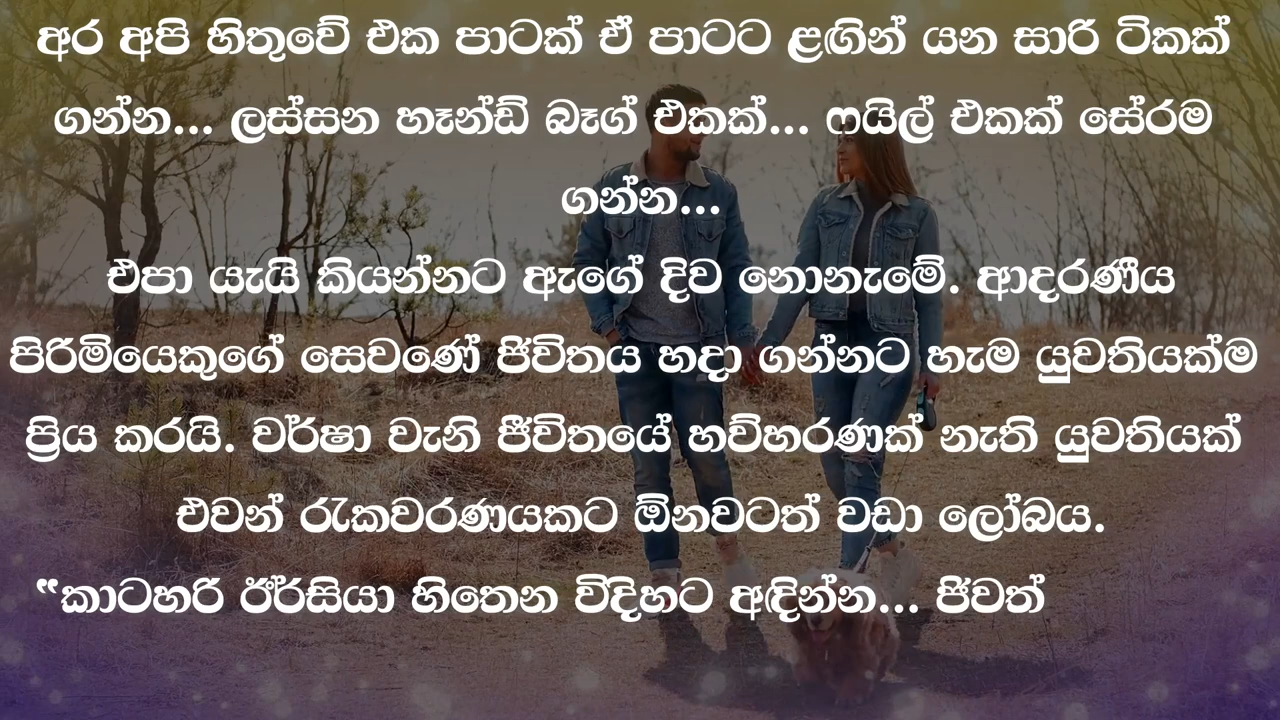 අර අපි හිතුවේ එක පාටක් ඒ පාටට ළඟින් යන සාරි ටිකක්
ගන්න... ලස්සන හෑන්ඩ් බෑග් එකක්... ෆයිල් එකක් සේරම
ගන්න...
එපා යැයි කියන්නට ඇගේ දිව නොනැමේ. ආදරණීය
පිරිමියෙකුගේ සෙවණේ ජිවිතය හදා ගන්නට හැම යුවතියක්ම
ප්‍රිය කරයි. වර්ෂා වැනි ජීවිතයේ හව්හරණක් නැති යුවතියක්
එවන් රැකවරණයකට ඕනවටත් වඩා ලෝබය.
“කාටහරි ඊර්සියා හිතෙන විදිහට අඳින්න... ජිවත්